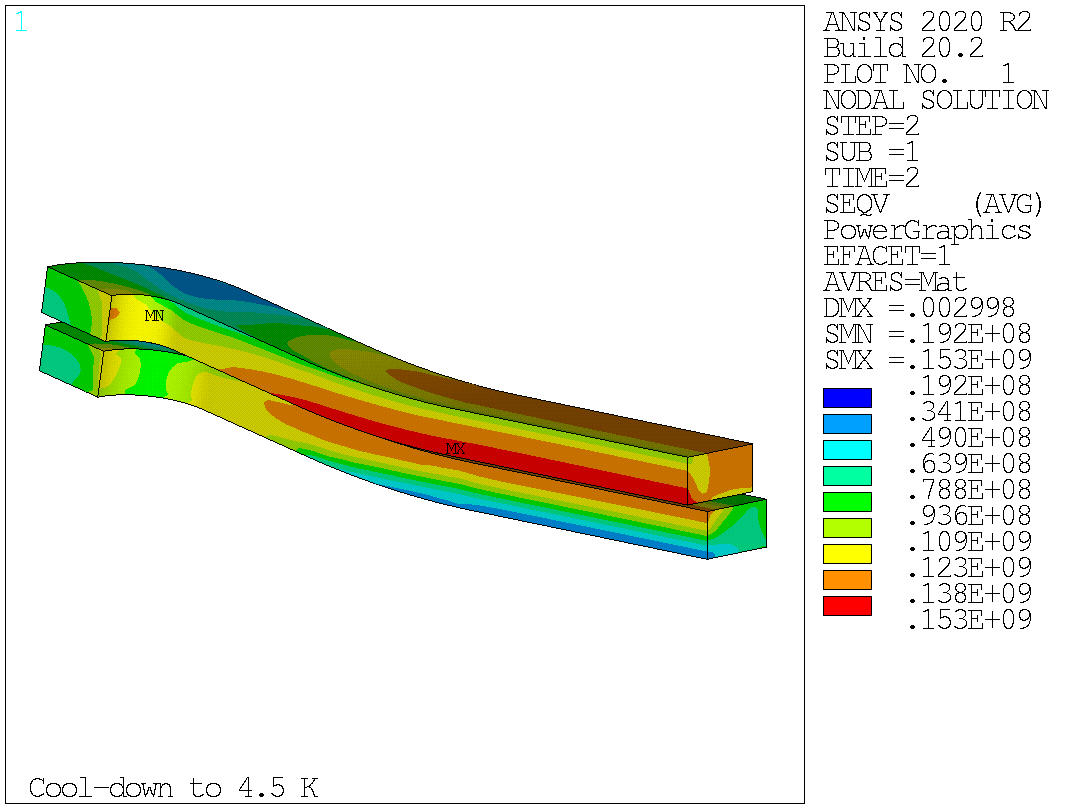 1
ANSYS 2020 R2
Build 20.2
PLOT NO. 1
NODAL SOLUTION
STEP=2
SUB =1
TIME=2
SEQV (AVG)
PowerGraphics
EFACET=1
AVRES=Mat
DMX =.002998
SMN =.192E+08
SMX =.153E+09
.192E+08
.341E+08
.490E+08
.639E+08
.788E+08
.936E+08
.109E+09
.123E+09
.138E+09
.153E+09
MN
MX
Cool-down to 4.5 K